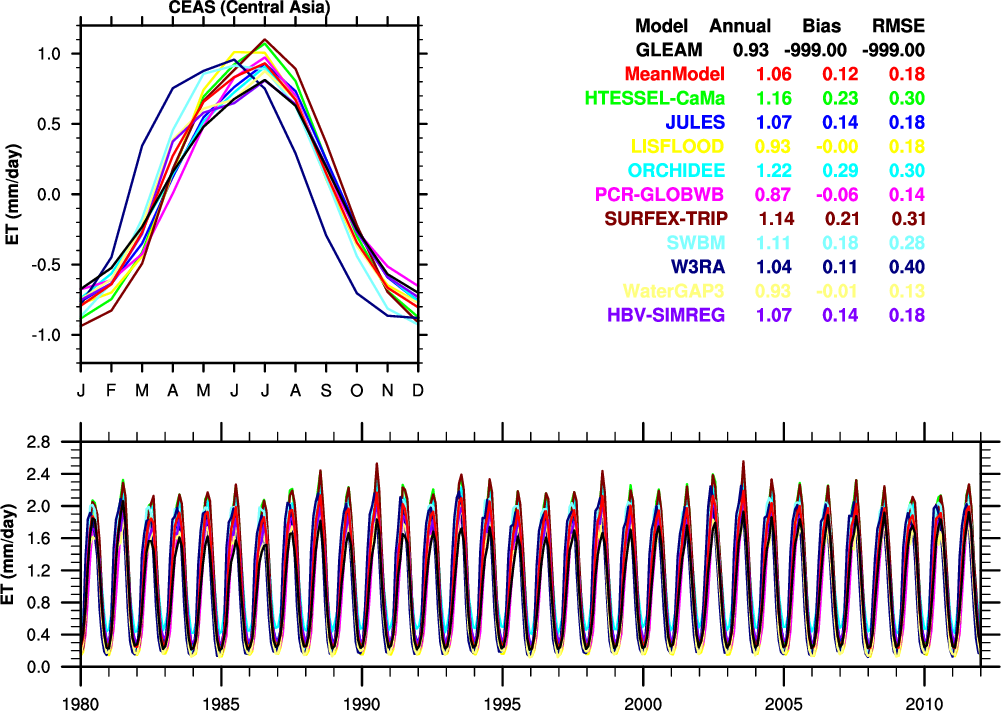 CEAS (Central Asia)
Model Annual Bias RMSE
GLEAM 0.93 -999.00 -999.00
MeanModel 1.06 0.12 0.18
HTESSEL-CaMa 1.16 0.23 0.30
JULES 1.07 0.14 0.18
LISFLOOD 0.93 -0.00 0.18
ORCHIDEE 1.22 0.29 0.30
PCR-GLOBWB 0.87 -0.06 0.14
SURFEX-TRIP 1.14 0.21 0.31
SWBM 1.11 0.18 0.28
W3RA 1.04 0.11 0.40
WaterGAP3 0.93 -0.01 0.13
HBV-SIMREG 1.07 0.14 0.18
ET (mm/day)
1.0
0.5
0.0
-0.5
-1.0
J F M A M J J A S O N D
ET (mm/day)
2.8
2.4
2.0
1.6
1.2
0.8
0.4
0.0
1980 1985 1990 1995 2000 2005 2010